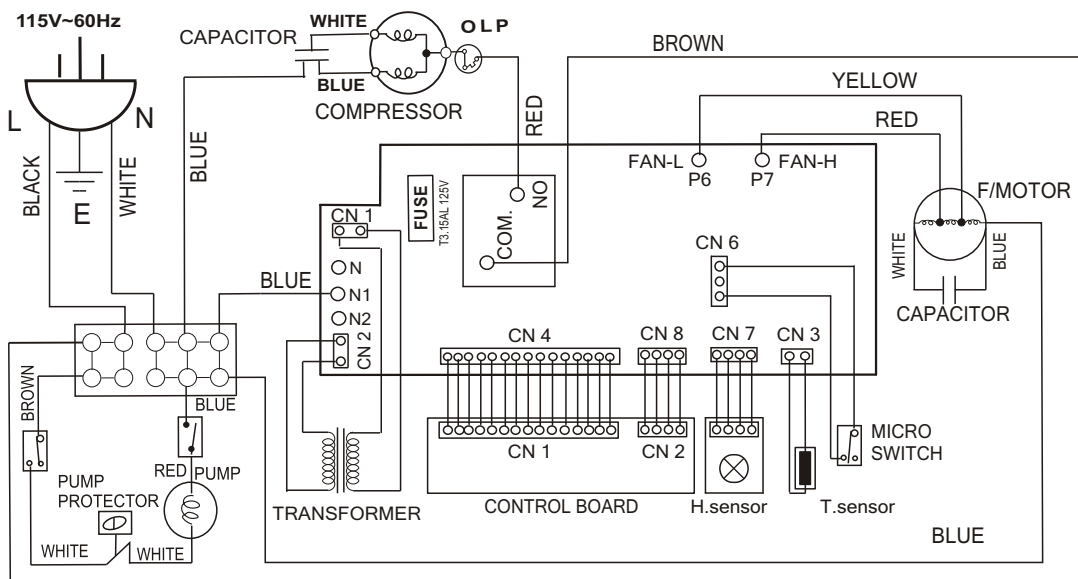 115V~60Hz
L
N
E
BLACK
WHITE
BLUE
CAPACITOR
WHITE
BLUE
COMPRESSOR
OLP
RED
BROWN
YELLOW
RED
FAN-L
P6
P7
FAN-H
F/MOTOR
WHITE
BLUE
CAPACITOR
FUSE
T3.15AL 125V
COM.
NO
CN 1
N
N1
N2
CN 2
BLUE
CN 6
CN 4
CN 8
CN 7
CN 3
BROWN
BLUE
RED
PUMP
PUMP
PROTECTOR
WHITE
WHITE
TRANSFORMER
CN 1
CN 2
CONTROL BOARD
H.sensor
T.sensor
MICRO
SWITCH
BLUE